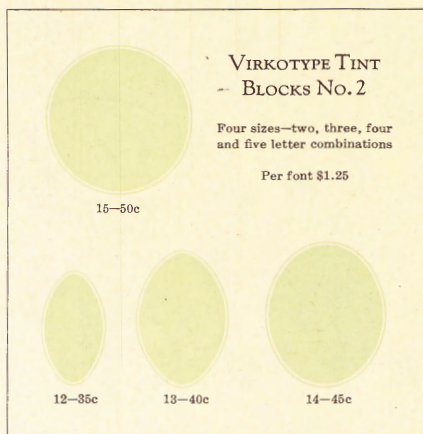 Virkotype Tint
Blocks No. 2
Four sizes—two, three, four
and five letter combinations
Per font $1.25
15—50c
12—35c
13—40c
14—45c